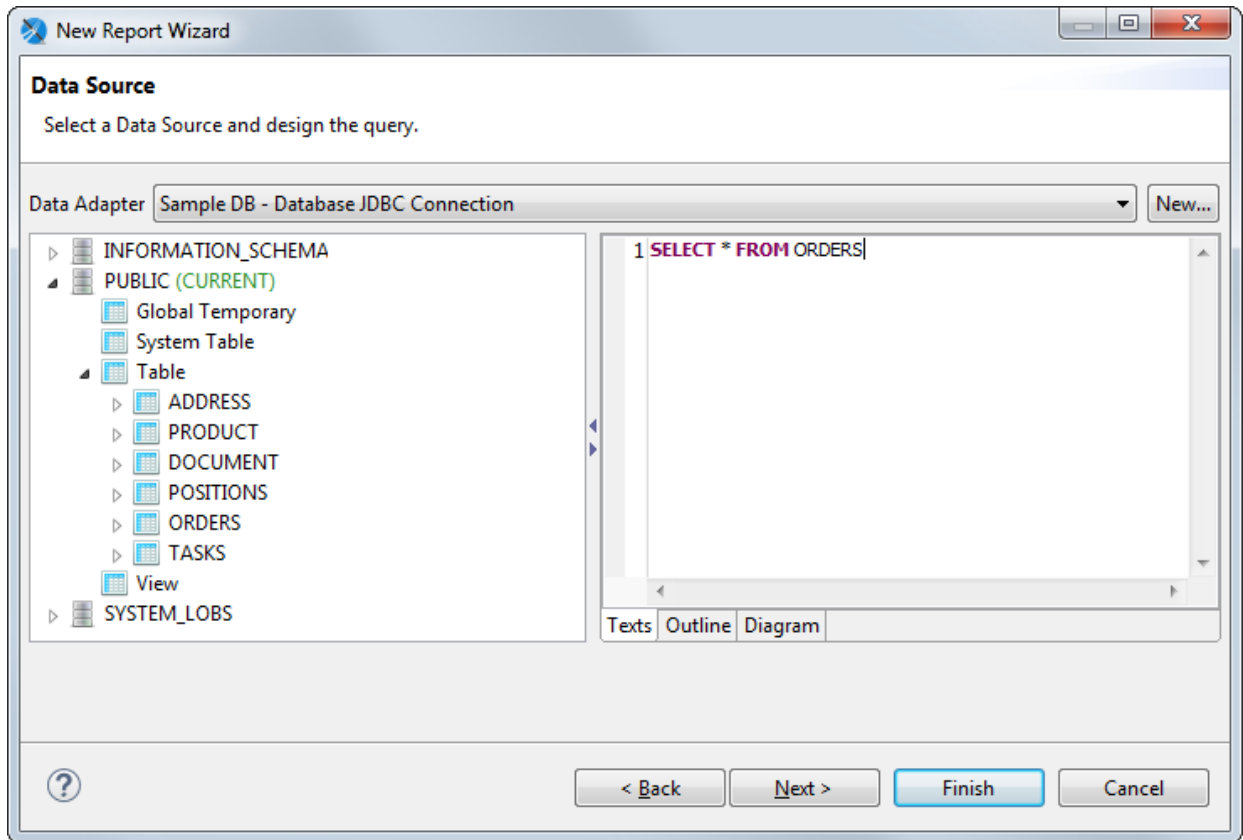 New Report Wizard
Data Source
Select a Data Source and design the query.
Data Adapter Sample DB - Database JDBC Connection New...
INFORMATION_SCHEMA
PUBLIC (CURRENT)
Global Temporary
System Table
Table
ADDRESS
PRODUCT
DOCUMENT
POSITIONS
ORDERS
TASKS
View
SYSTEM_LOBS
1 SELECT * FROM ORDERS
Texts Outline Diagram
? < Back Next > Finish Cancel